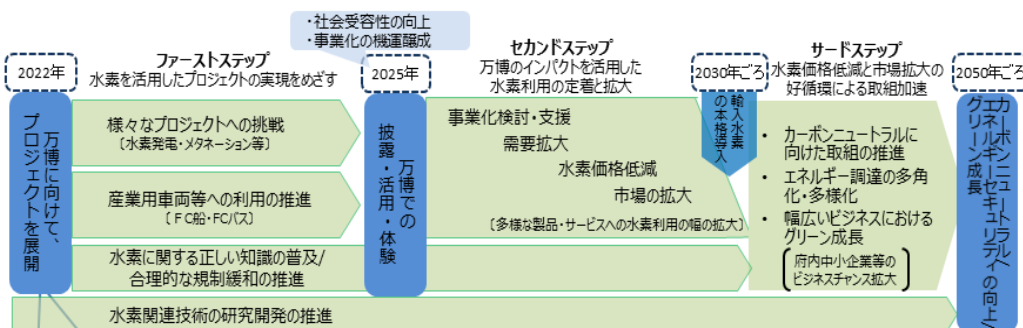 ・社会受容性の向上
・事業化の機運醸成
2022年
ファーストステップ
水素を活用したプロジェクトの実現をめざす
2025年
セカンドステップ
万博のインパクトを活用した
水素利用の定着と拡大
2030年ごろ
サードステップ
水素価格低減と市場拡大の
好循環による取組加速
2050年ごろ
万博に向けて、
プロジェクトを展開
様々なプロジェクトへの挑戦
〔水素発電・メタネーション等〕
産業用車両等への利用の推進
〔 ＦＣ船・FCバス〕
水素に関する正しい知識の普及/
合理的な規制緩和の推進
水素関連技術の研究開発の推進
万博での
披露・活用・体験
事業化検討・支援
需要拡大
水素価格低減
市場の拡大
〔多様な製品・サービスへの水素利用の幅の拡大〕
輸入水素
の本格導入
• カーボンニュートラルに
向けた取組の推進
• エネルギー調達の多角
化・多様化
• 幅広いビジネスにおける
グリーン成長
府内中小企業等の
ビジネスチャンス拡大
カーボンニュートラルへ
エネルギーセキュリティの向上/
グリーン成長